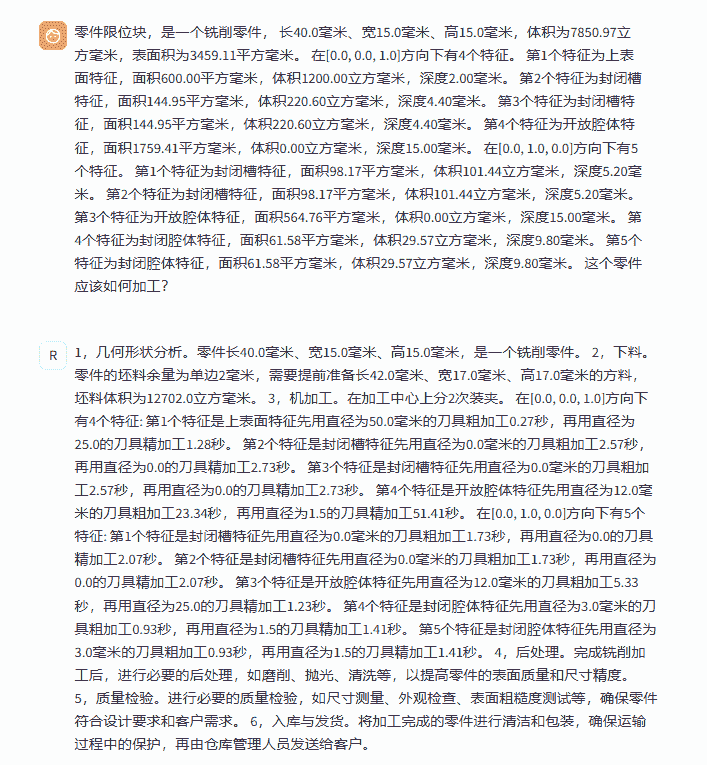 零件限位块，是一个铣削零件， 长40.0毫米、宽15.0毫米、高15.0毫米，体积为7850.97立
方毫米，表面积为3459.11平方毫米。 在[0.0, 0.0, 1.0]方向下有4个特征。 第1个特征为上表
面特征，面积600.00平方毫米，体积1200.00立方毫米，深度2.00毫米。 第2个特征为封闭槽
特征，面积144.95平方毫米，体积220.60立方毫米，深度4.40毫米。 第3个特征为封闭槽特
征，面积144.95平方毫米，体积220.60立方毫米，深度4.40毫米。 第4个特征为开放腔体特
征，面积1759.41平方毫米，体积0.00立方毫米，深度15.00毫米。 在[0.0, 1.0, 0.0]方向下有5
个特征。 第1个特征为封闭槽特征，面积98.17平方毫米，体积101.44立方毫米，深度5.20毫
米。 第2个特征为封闭槽特征，面积98.17平方毫米，体积101.44立方毫米，深度5.20毫米。
第3个特征为开放腔体特征，面积564.76平方毫米，体积0.00立方毫米，深度15.00毫米。 第
4个特征为封闭腔体特征，面积61.58平方毫米，体积29.57立方毫米，深度9.80毫米。 第5个
特征为封闭腔体特征，面积61.58平方毫米，体积29.57立方毫米，深度9.80毫米。 这个零件
应该如何加工？
R
1，几何形状分析。零件长40.0毫米、宽15.0毫米、高15.0毫米，是一个铣削零件。 2，下料。
零件的坯料余量为单边2毫米，需要提前准备长42.0毫米、宽17.0毫米、高17.0毫米的方料，
坯料体积为12702.0立方毫米。 3，机加工。在加工中心上分2次装夹。 在[0.0, 0.0, 1.0]方向下
有4个特征: 第1个特征是上表面特征先用直径为50.0毫米的刀具粗加工0.27秒，再用直径为
25.0的刀具精加工1.28秒。 第2个特征是封闭槽特征先用直径为0.0毫米的刀具粗加工2.57秒，
再用直径为0.0的刀具精加工2.73秒。 第3个特征是封闭槽特征先用直径为0.0毫米的刀具粗加
工2.57秒，再用直径为0.0的刀具精加工2.73秒。 第4个特征是开放腔体特征先用直径为12.0毫
米的刀具粗加工23.34秒，再用直径为1.5的刀具精加工51.41秒。 在[0.0, 1.0, 0.0]方向下有5个
特征: 第1个特征是封闭槽特征先用直径为0.0毫米的刀具粗加工1.73秒，再用直径为0.0的刀具
精加工2.07秒。 第2个特征是封闭槽特征先用直径为0.0毫米的刀具粗加工1.73秒，再用直径为
0.0的刀具精加工2.07秒。 第3个特征是开放腔体特征先用直径为12.0毫米的刀具粗加工5.33
秒，再用直径为25.0的刀具精加工1.23秒。 第4个特征是封闭腔体特征先用直径为3.0毫米的刀
具粗加工0.93秒，再用直径为1.5的刀具精加工1.41秒。 第5个特征是封闭腔体特征先用直径为
3.0毫米的刀具粗加工0.93秒，再用直径为1.5的刀具精加工1.41秒。 4，后处理。完成铣削加
工后，进行必要的后处理，如磨削、抛光、清洗等，以提高零件的表面质量和尺寸精度。
5，质量检验。进行必要的质量检验，如尺寸测量、外观检查、表面粗糙度测试等，确保零件
符合设计要求和客户需求。 6，入库与发货。将加工完成的零件进行清洁和包装，确保运输
过程中的保护，再由仓库管理人员发送给客户。